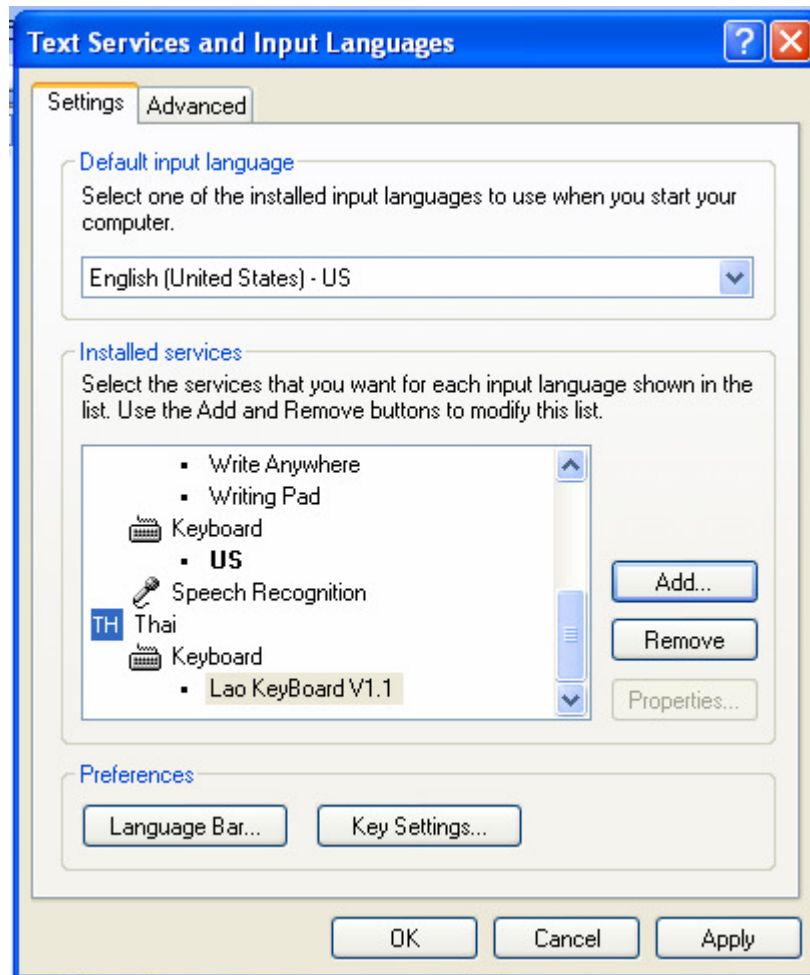 Text Services and Input Languages
Settings
Advanced
Default input language
Select one of the installed input languages to use when you start your
computer.
English (United States) - US
Installed services
Select the services that you want for each input language shown in the
list. Use the Add and Remove buttons to modify this list.
Write Anywhere
Writing Pad
Keyboard
US
Speech Recognition
TH Thai
Keyboard
Lao KeyBoard V1.1
Add...
Remove
Properties...
Preferences
Language Bar...
Key Settings...
OK
Cancel
Apply